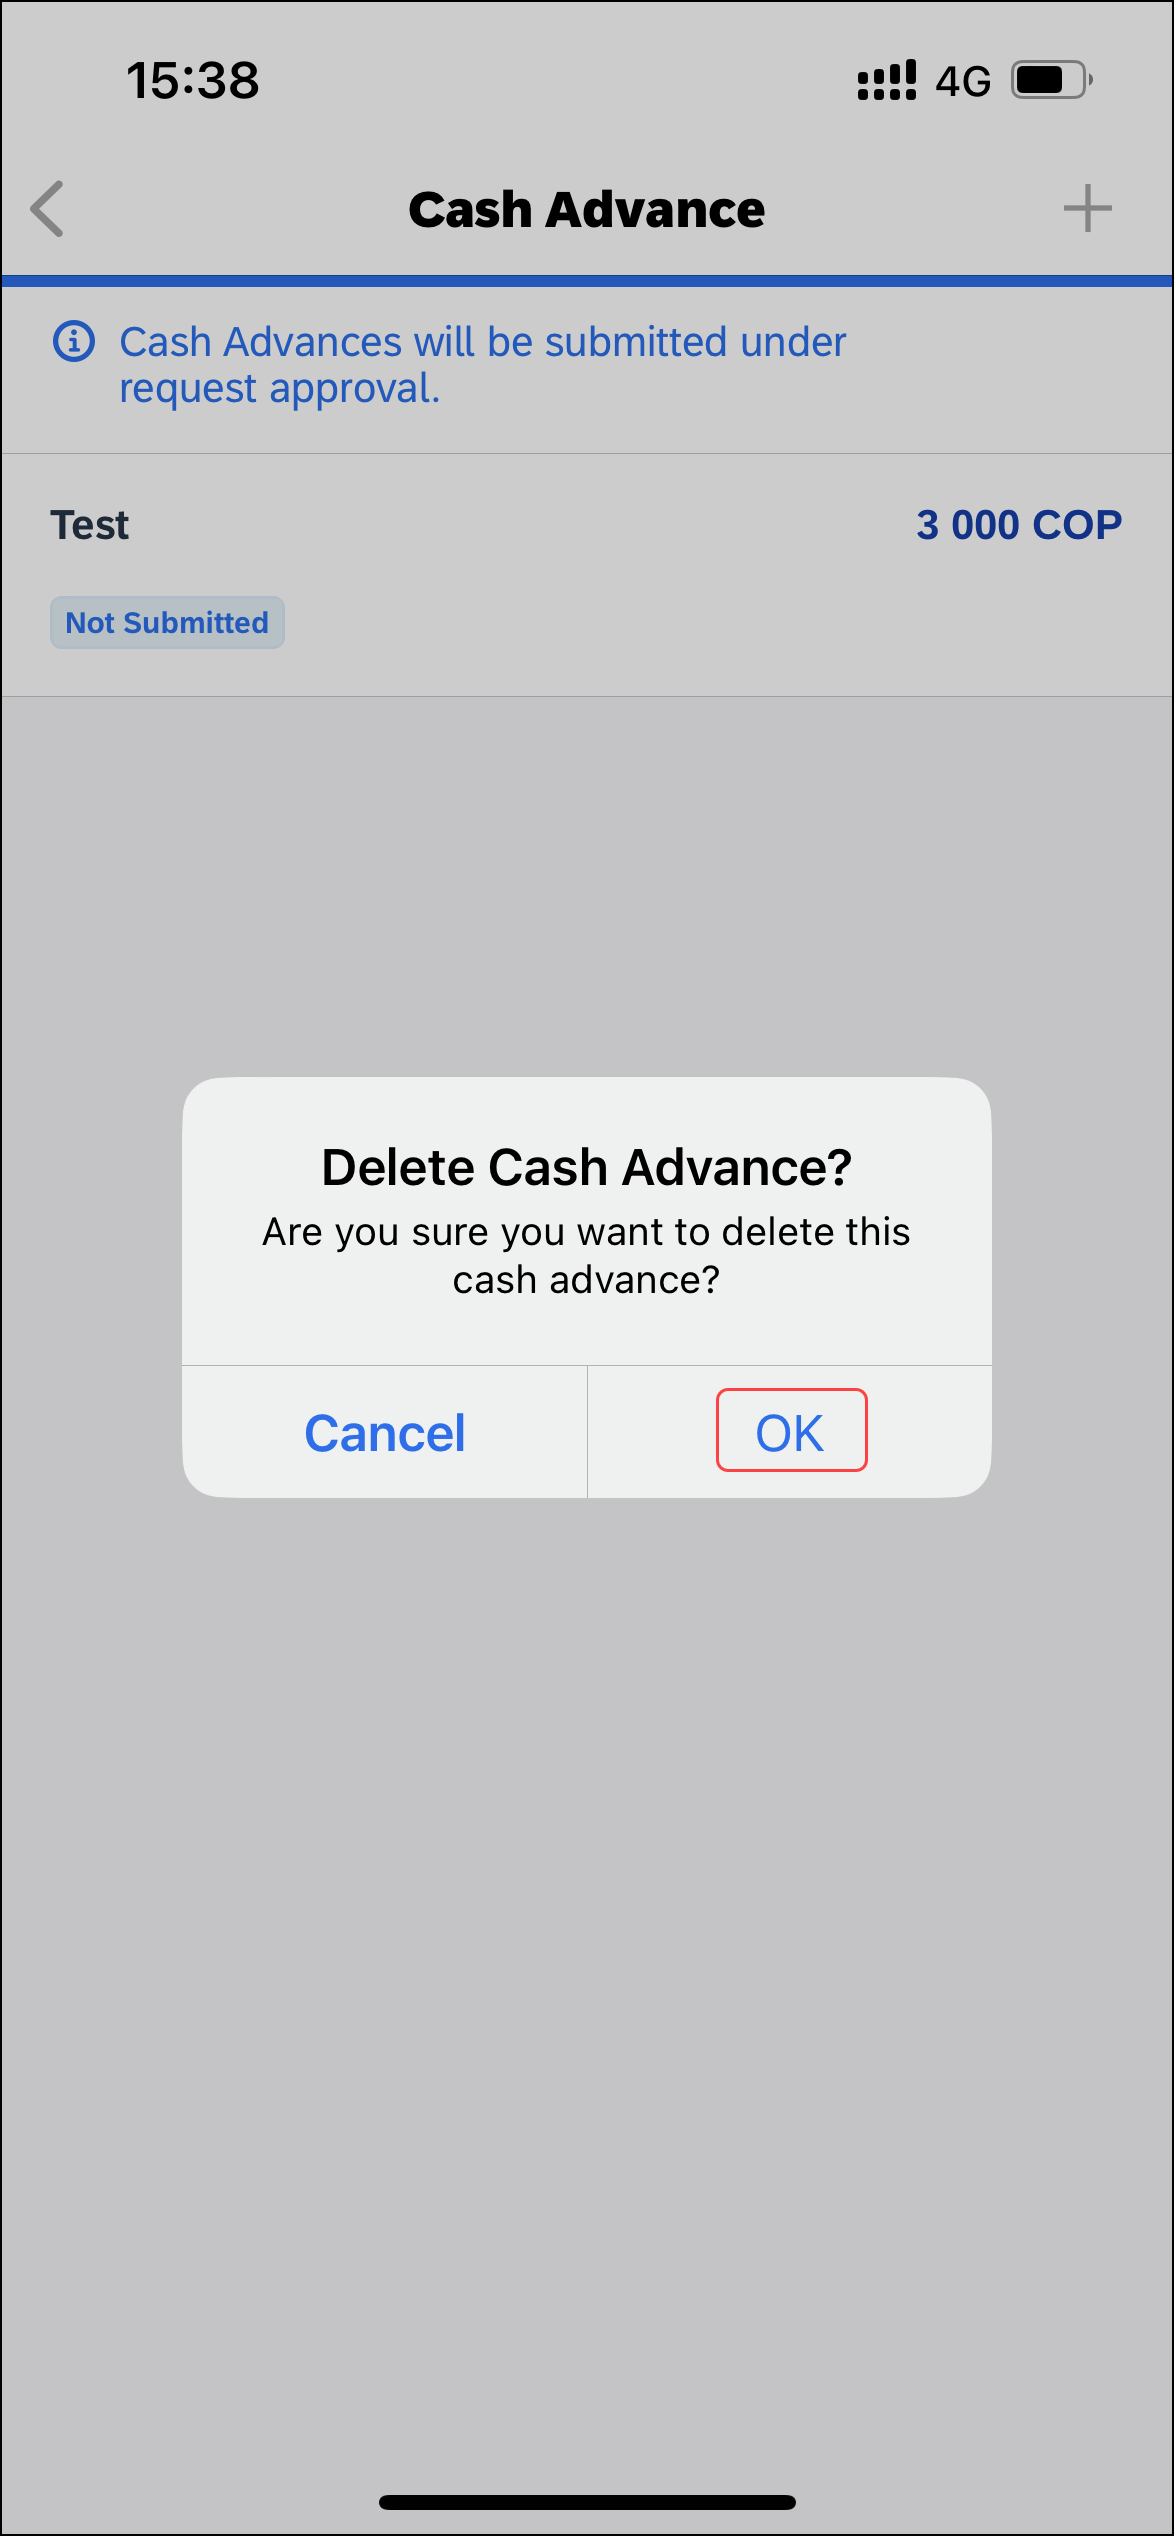 15:38 4G
Cash Advance
Cash Advances will be submitted under
request approval.
Test 3 000 COP
Not Submitted
Delete Cash Advance?
Are you sure you want to delete this
cash advance?
Cancel OK